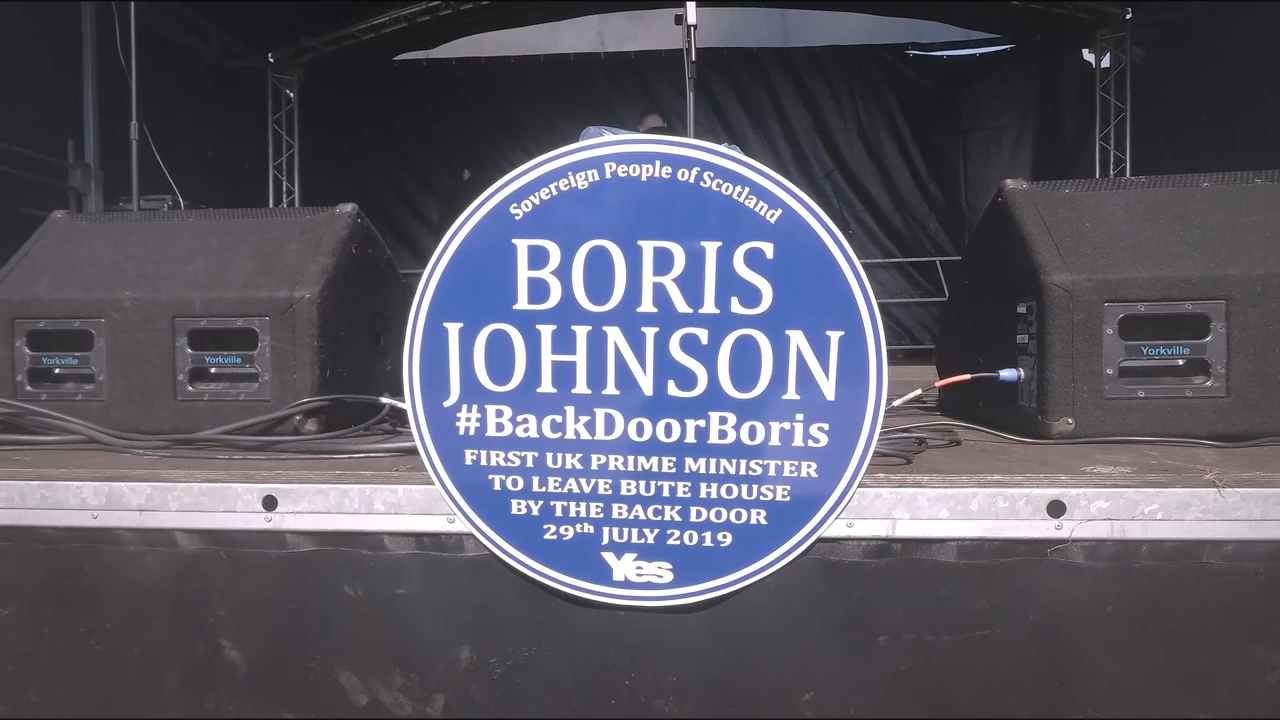 Sovereign People of Scotland
BORIS
JOHNSON
#BackDoorBoris
FIRST UK PRIME MINISTER
TO LEAVE BUTE HOUSE
BY THE BACK DOOR
29th JULY 2019
Yes
Yorkville
Yorkville
Yorkville